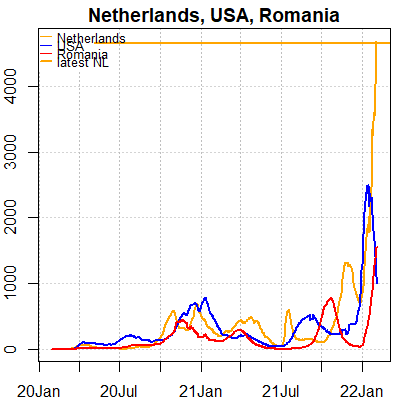 Netherlands, USA, Romania
Netherlands
USA
Romania
latest NL
4000
3000
2000
1000
0
20Jan 20Jul 21Jan 21Jul 22Jan